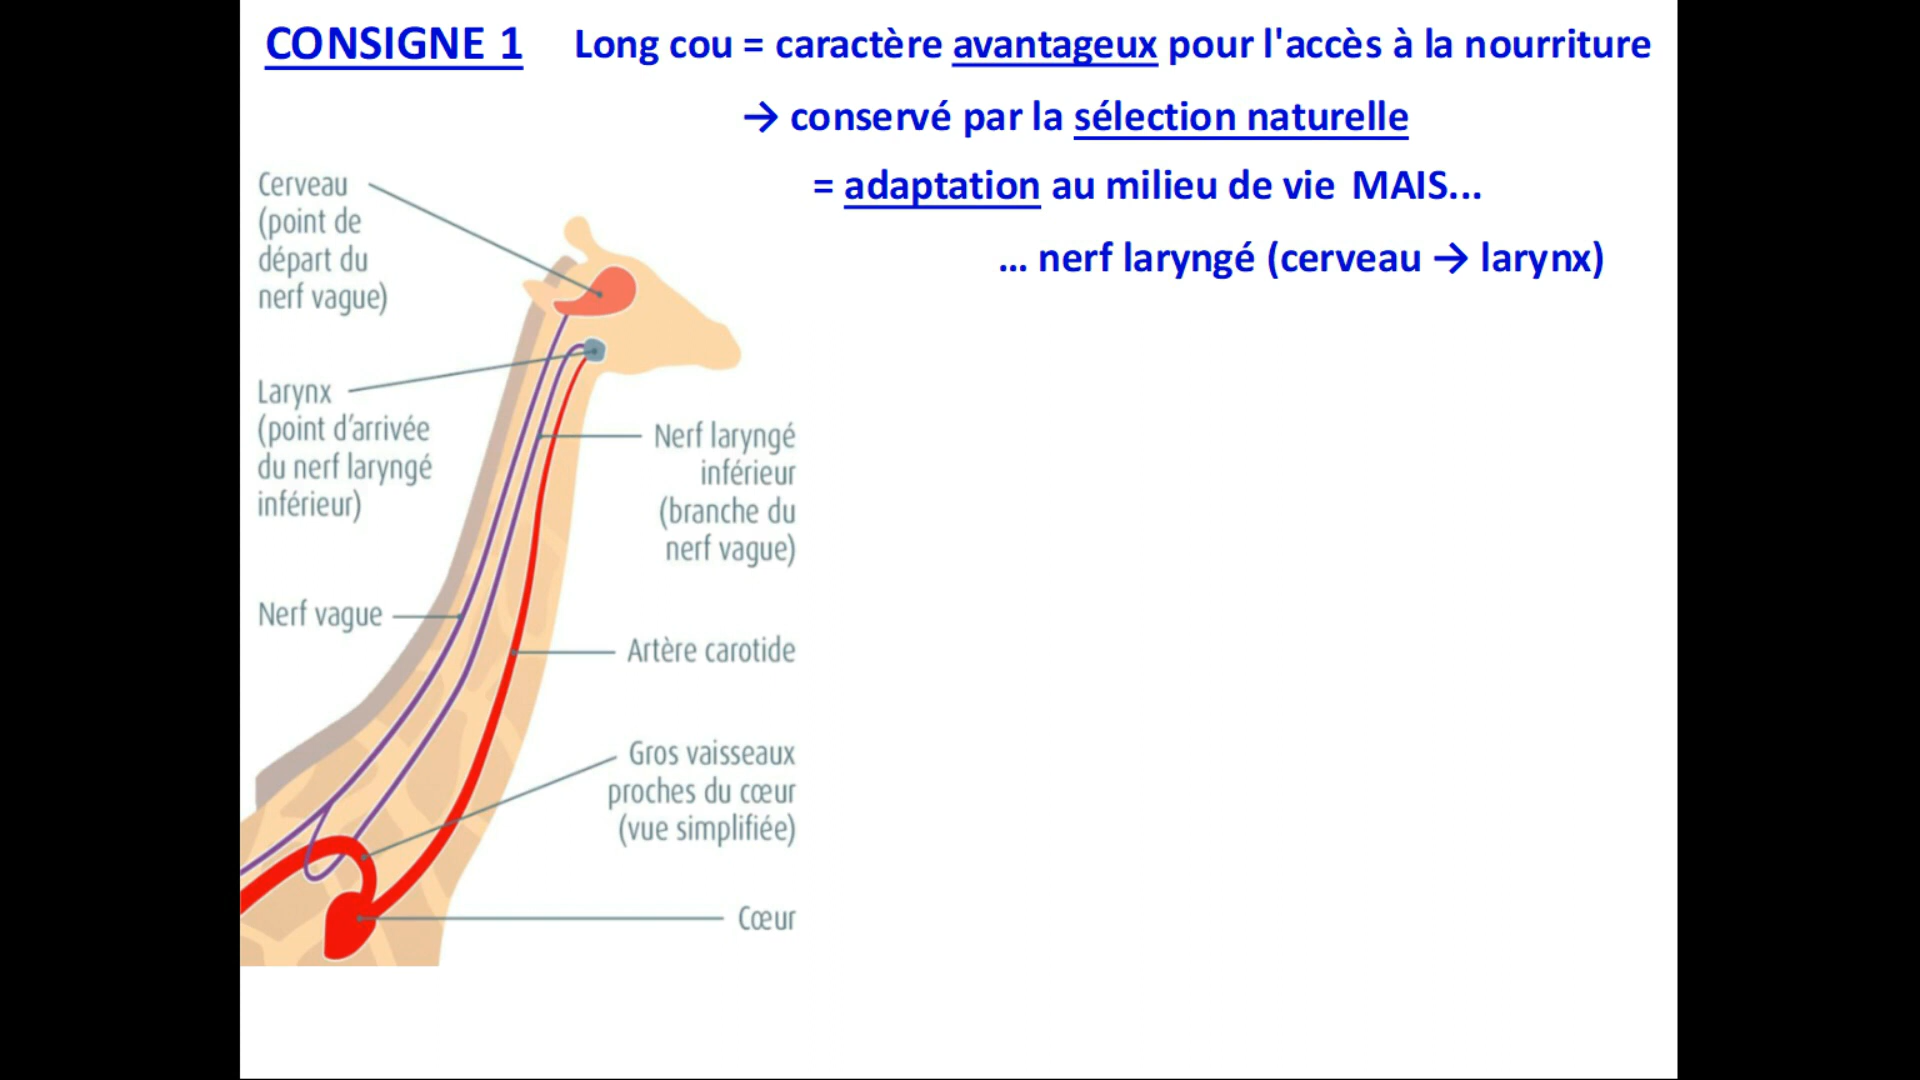 CONSIGNE 1
Long cou = caractère avantageux pour l'accès à la nourriture
→ conservé par la sélection naturelle
= adaptation au milieu de vie MAIS...
... nerf laryngé (cerveau → larynx)
Cerveau
(point de
départ du
nerf vague)
Larynx
(point d'arrivée
du nerf laryngé
inférieur)
Nerf laryngé
inférieur
(branche du
nerf vague)
Nerf vague
Artère carotide
Gros vaisseaux
proches du cœur
(vue simplifiée)
Cœur